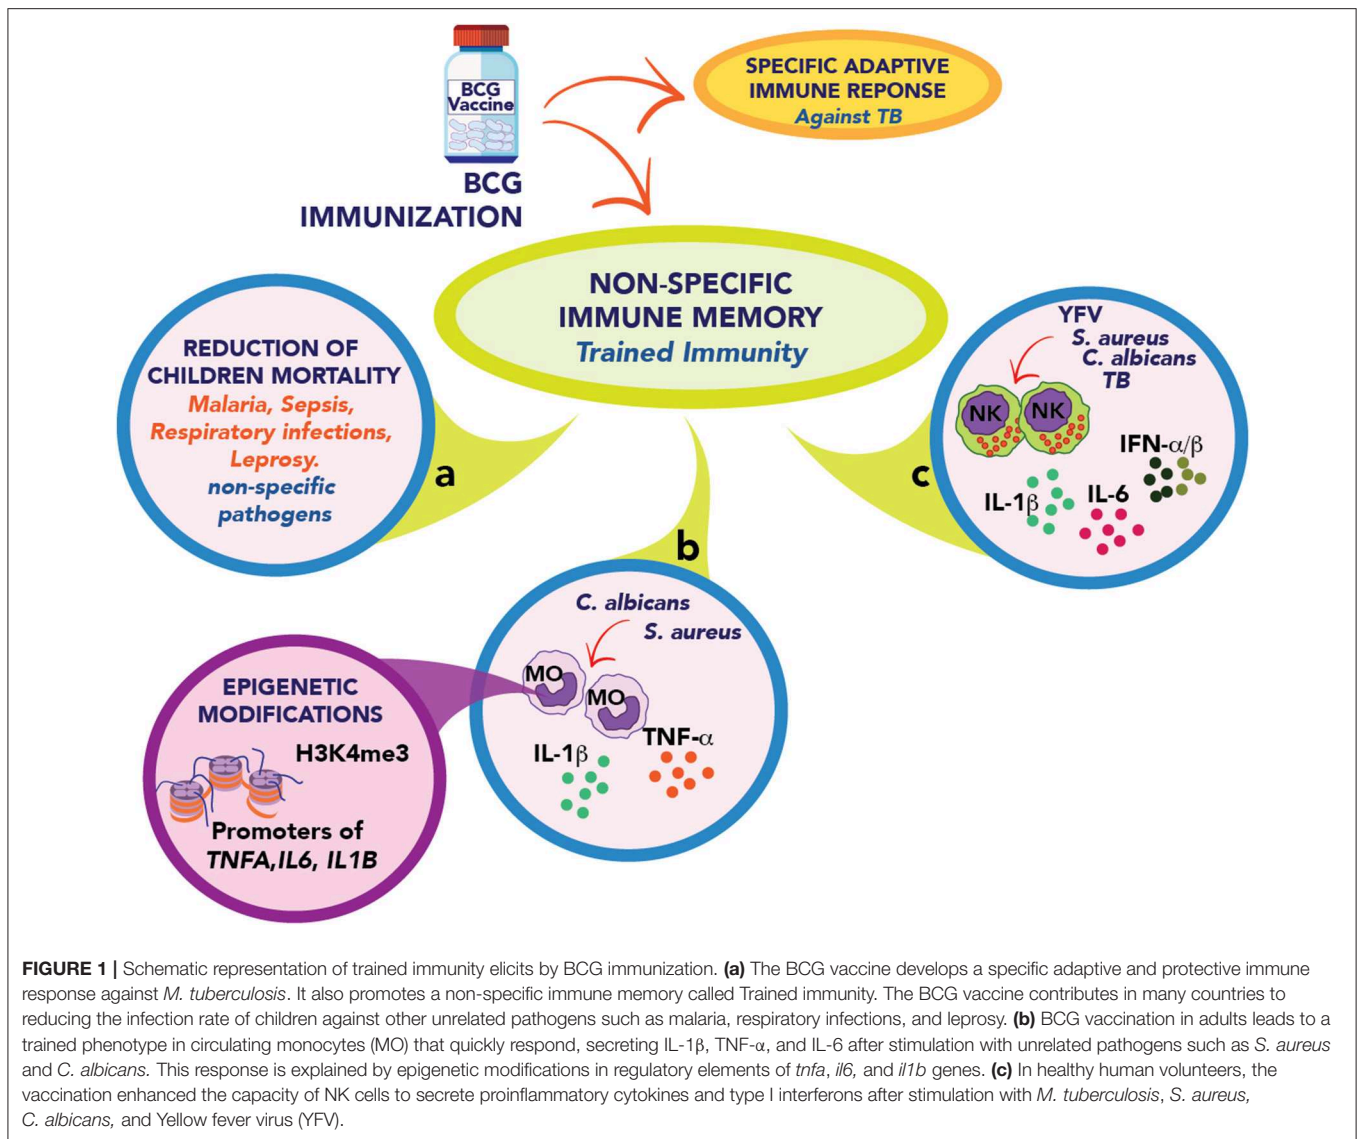 BCG
Vaccine
BCG
IMMUNIZATION
SPECIFIC ADAPTIVE
IMMUNE REPONSE
Against TB
NON-SPECIFIC
IMMUNE MEMORY
Trained Immunity
REDUCTION OF
CHILDREN MORTALITY
Malaria, Sepsis,
Respiratory infections,
Leprosy.
non-specific
pathogens
a
b
c
YFV
S. aureus
C. albicans
TB
NK
NK
IFN-α/β
IL-1β
IL-6
C. albicans
S. aureus
MO
MO
IL-1β
TNF-α
EPIGENETIC
MODIFICATIONS
H3K4me3
Promoters of
TNFA,IL6, IL1B
FIGURE 1 | Schematic representation of trained immunity elicits by BCG immunization. (a) The BCG vaccine develops a specific adaptive and protective immune
response against M. tuberculosis. It also promotes a non-specific immune memory called Trained immunity. The BCG vaccine contributes in many countries to
reducing the infection rate of children against other unrelated pathogens such as malaria, respiratory infections, and leprosy. (b) BCG vaccination in adults leads to a
trained phenotype in circulating monocytes (MO) that quickly respond, secreting IL-1β, TNF-α, and IL-6 after stimulation with unrelated pathogens such as S. aureus
and C. albicans. This response is explained by epigenetic modifications in regulatory elements of tnfa, il6, and il1b genes. (c) In healthy human volunteers, the
vaccination enhanced the capacity of NK cells to secrete proinflammatory cytokines and type I interferons after stimulation with M. tuberculosis, S. aureus,
C. albicans, and Yellow fever virus (YFV).